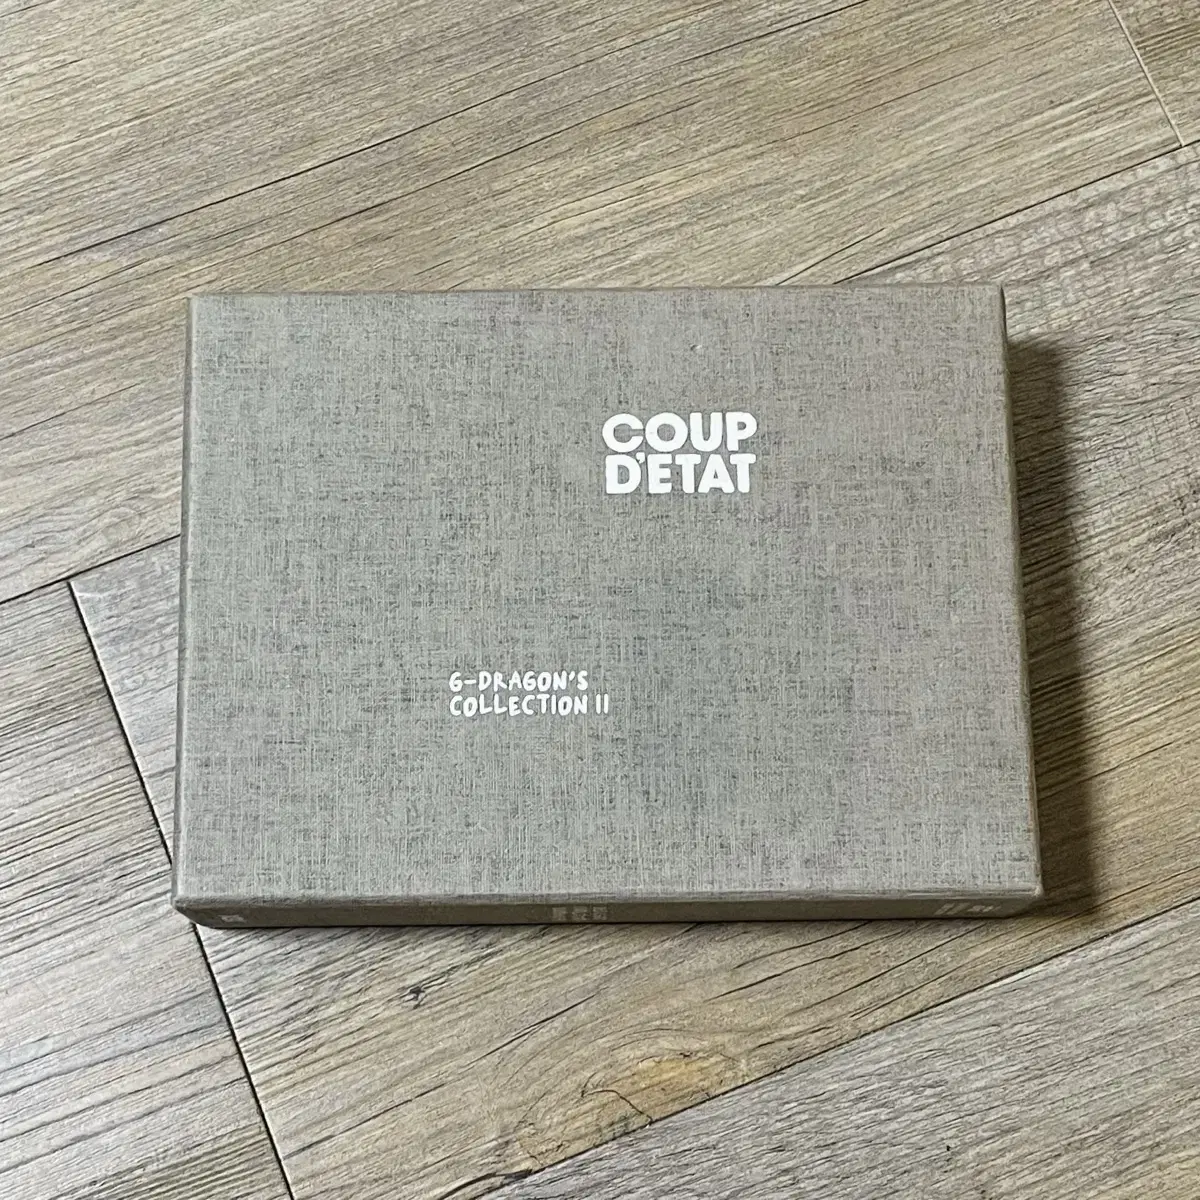 COUP
D'ETAT
G-DRAGON'S
COLLECTION II